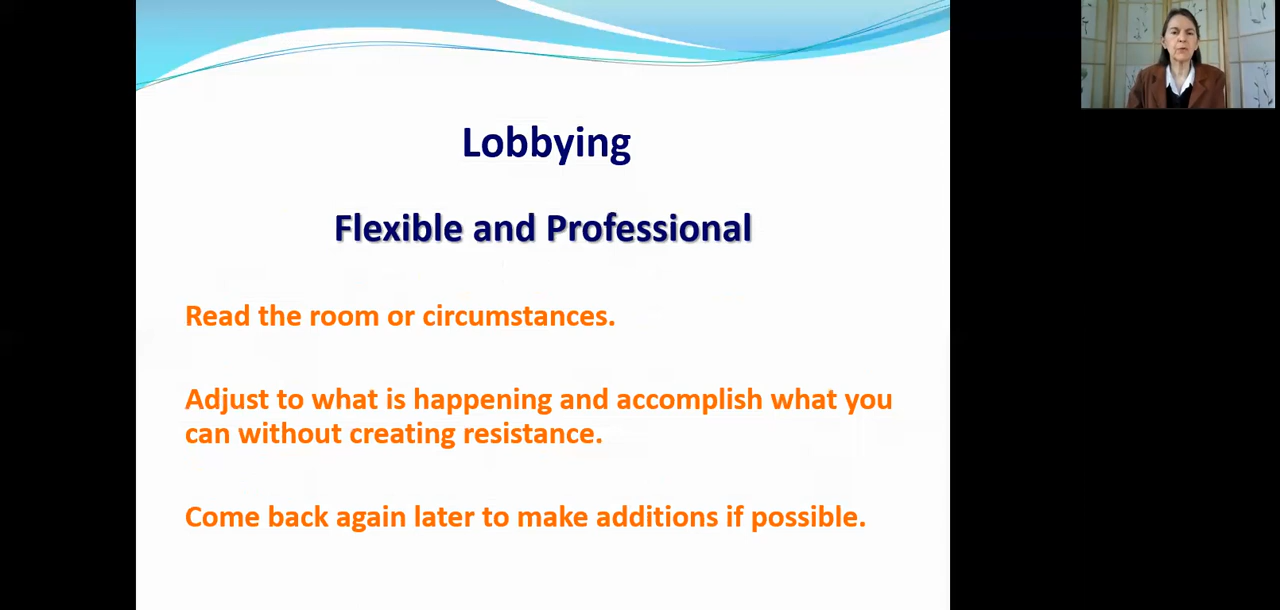 Lobbying
Flexible and Professional
Read the room or circumstances.
Adjust to what is happening and accomplish what you
can without creating resistance.
Come back again later to make additions if possible.